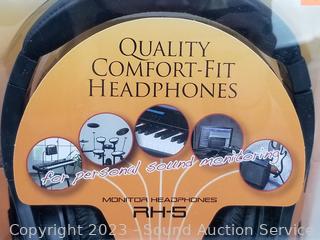 QUALITY
COMFORT-FIT
HEADPHONES
for personal sound monitoring
MONITOR HEADPHONES
RH-5
Copyright 2023 - Sound Auction Service